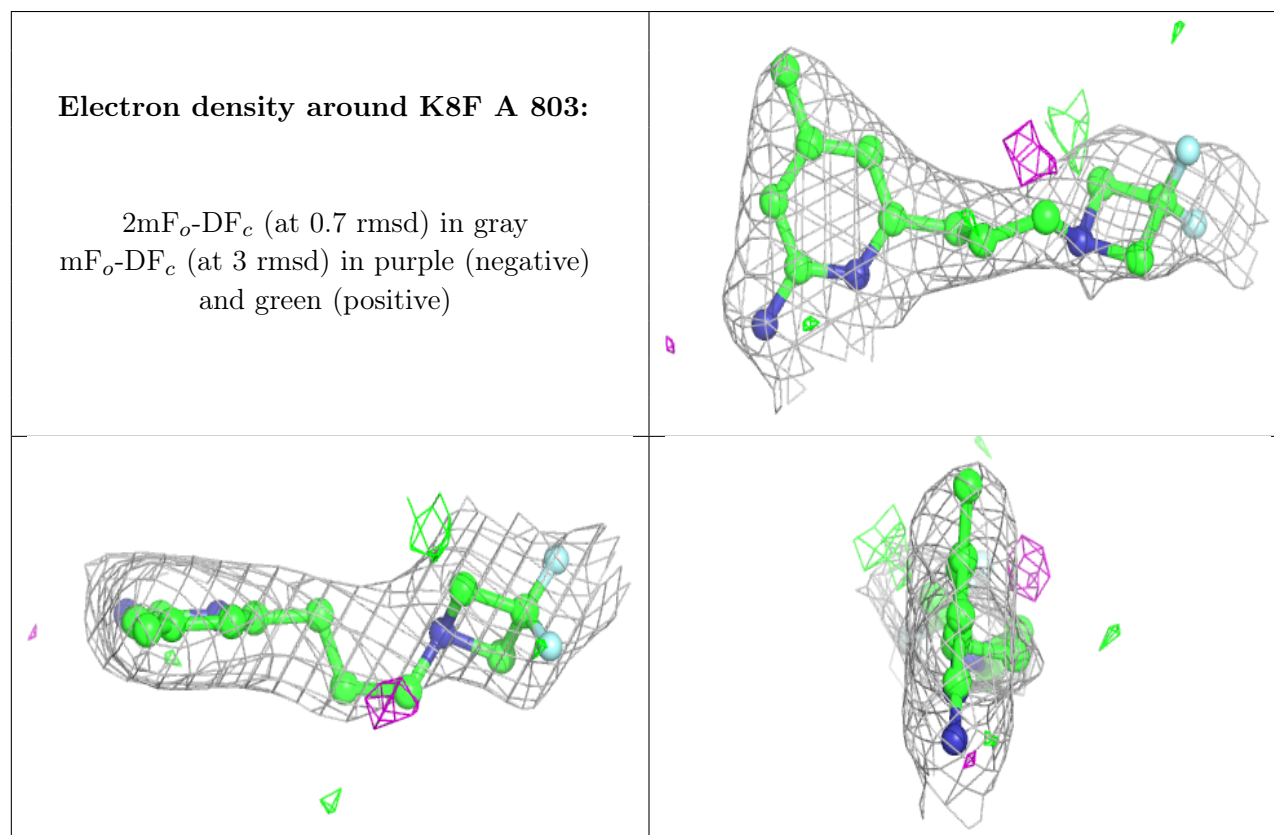 Electron density around K8F A 803:
2mFo-DFc (at 0.7 rmsd) in gray
mFo-DFc (at 3 rmsd) in purple (negative)
and green (positive)